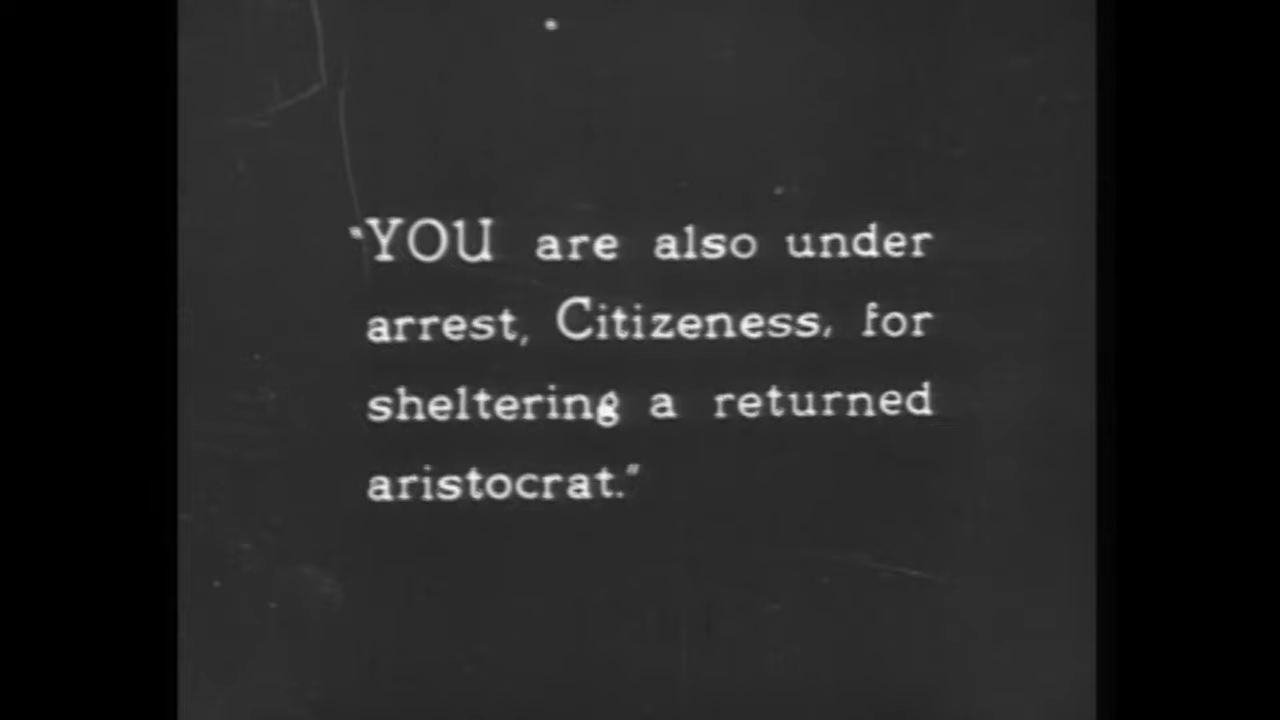 "YOU are also under
arrest, Citizeness, for
sheltering a returned
aristocrat."